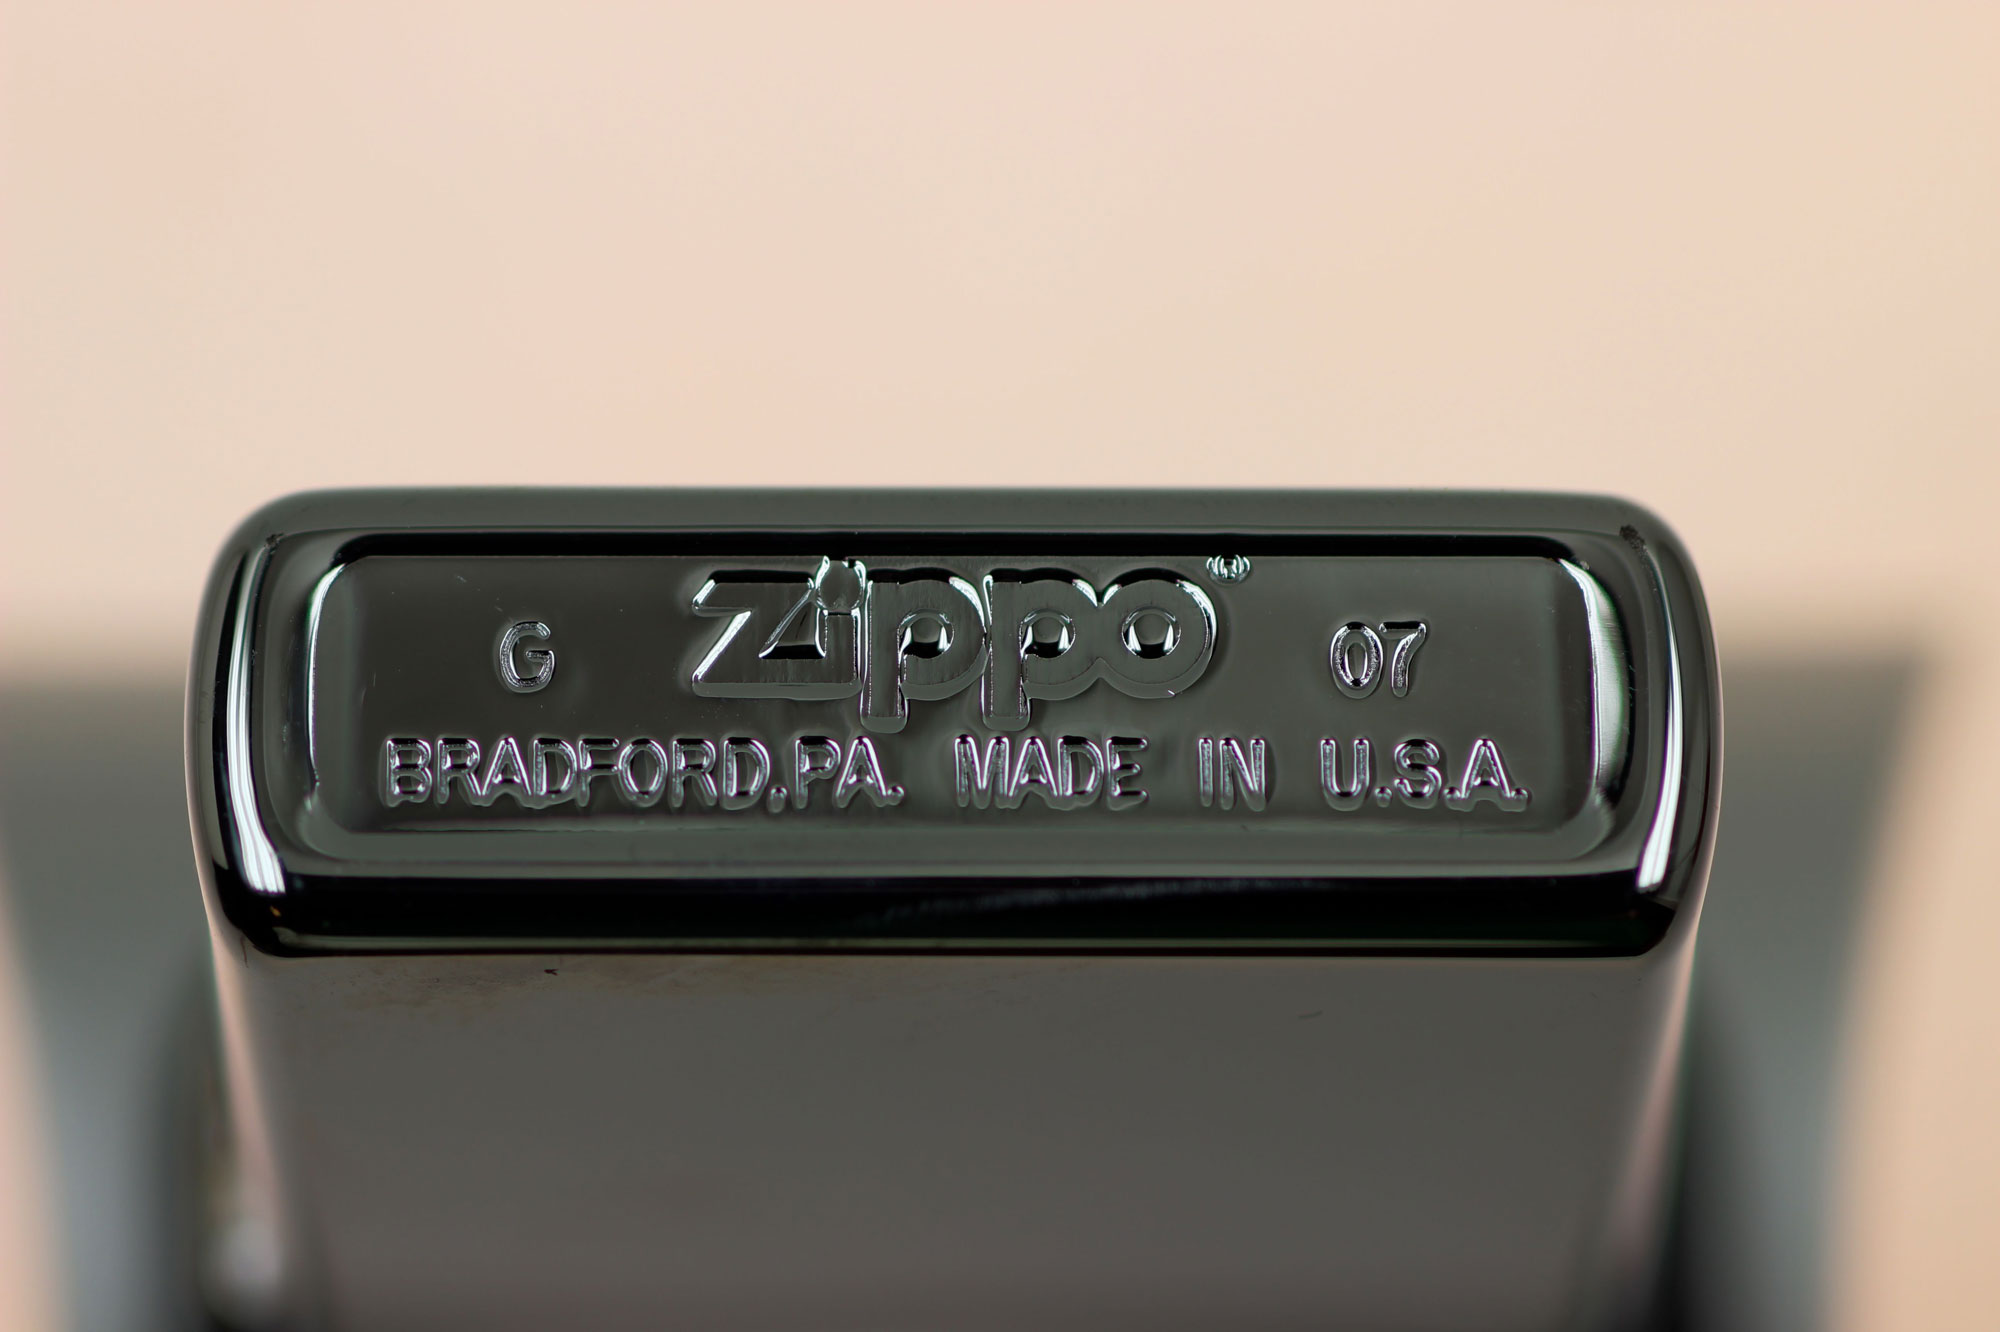 Zippo®
G 07
BRADFORD, PA. MADE IN U.S.A.